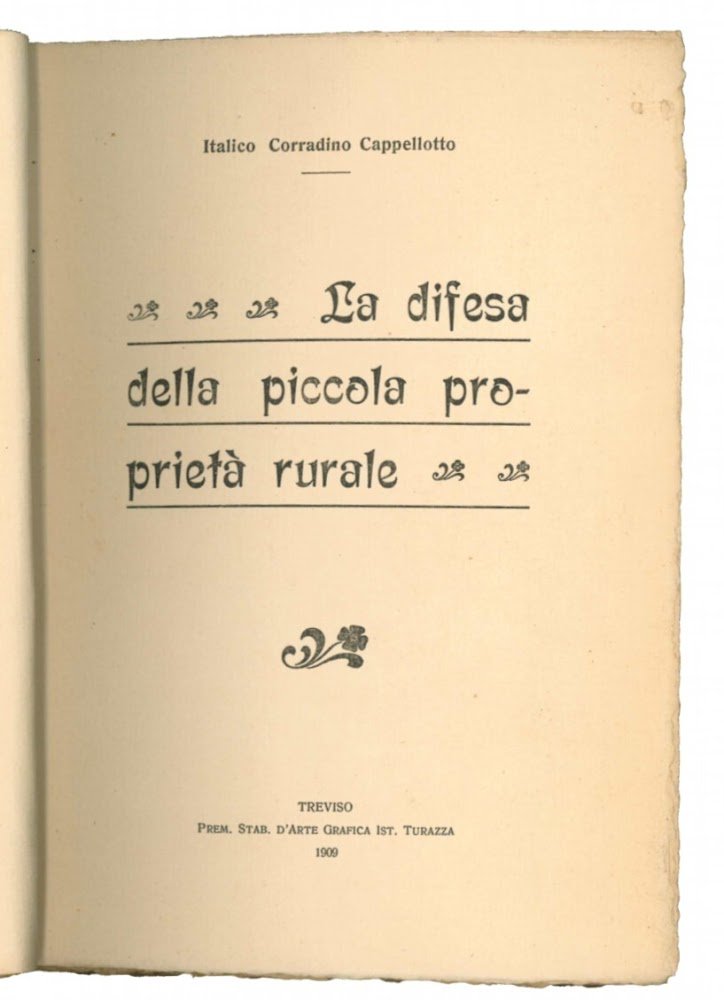 Italico Corradino Cappellotto
La difesa
della piccola pro-
prietà rurale
TREVISO
PREM. STAB. D'ARTE GRAFICA IST. TURAZZA
1909